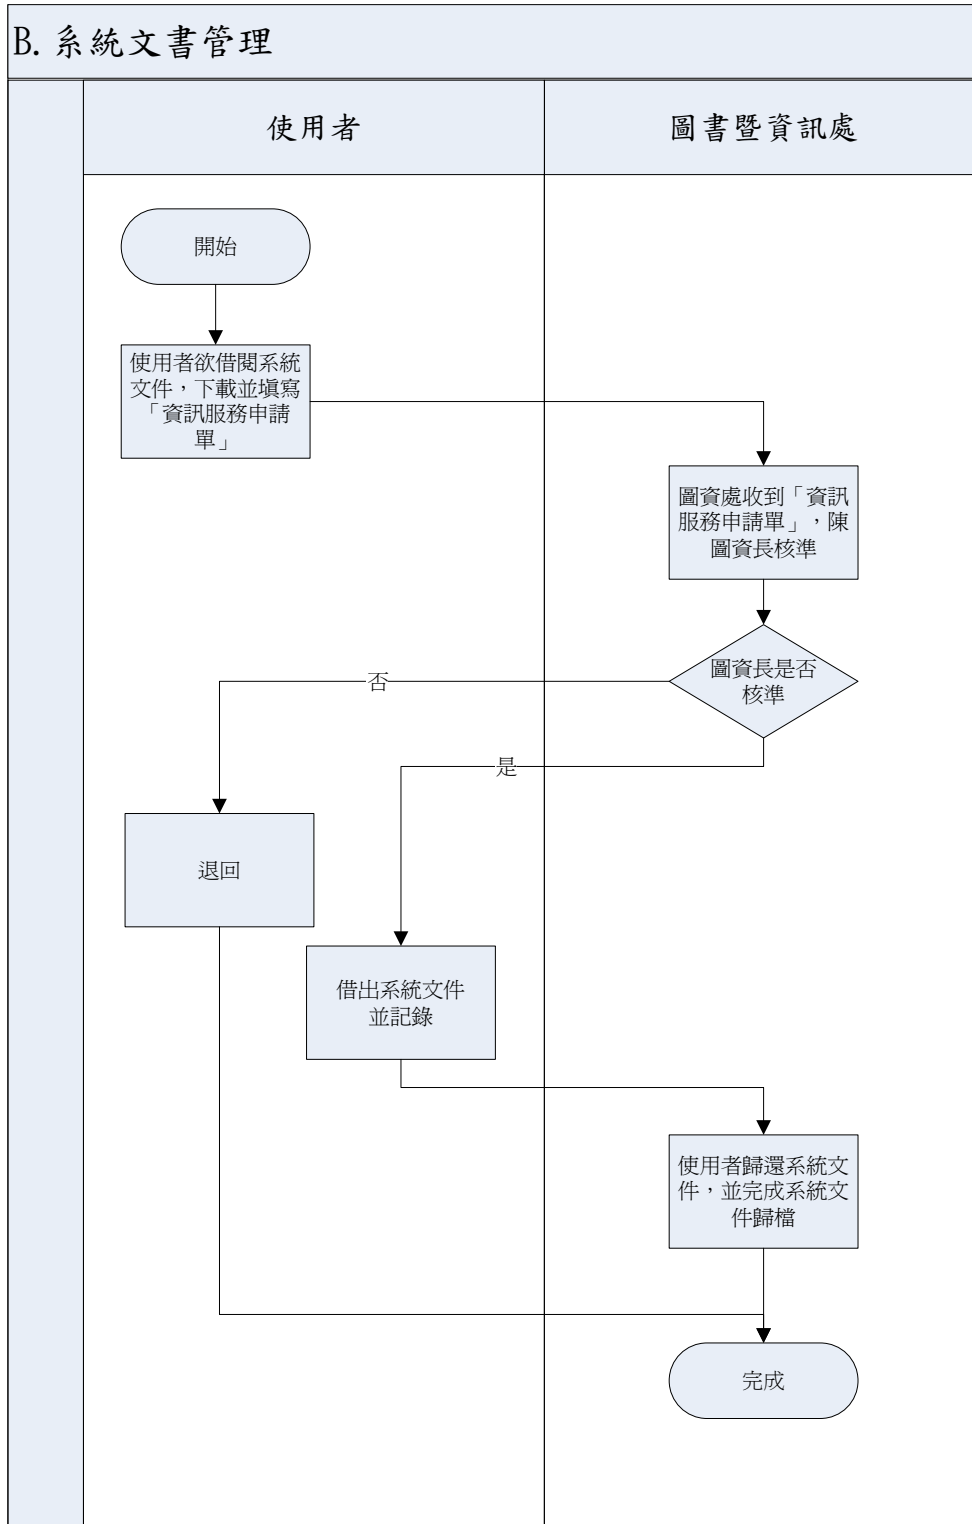 B. 系統文書管理
使用者
圖書暨資訊處
開始
使用者欲借閱系統
文件，下載並填寫
「資訊服務申請
單」
圖資處收到「資訊
服務申請單」，陳
圖資長核準
圖資長是否
核準
否
是
退回
借出系統文件
並記錄
使用者歸還系統文
件，並完成系統文
件歸檔
完成